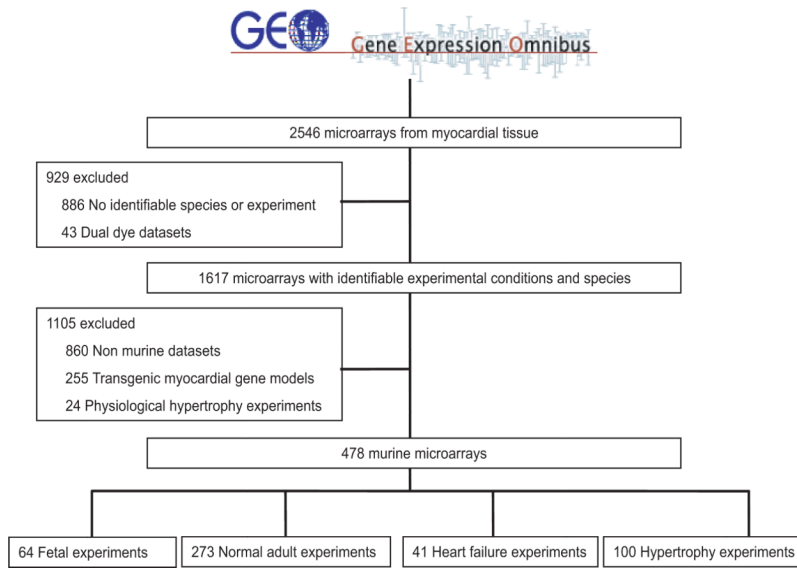 GEO Gene Expression Omnibus
2546 microarrays from myocardial tissue
929 excluded
886 No identifiable species or experiment
43 Dual dye datasets
1617 microarrays with identifiable experimental conditions and species
1105 excluded
860 Non murine datasets
255 Transgenic myocardial gene models
24 Physiological hypertrophy experiments
478 murine microarrays
64 Fetal experiments
273 Normal adult experiments
41 Heart failure experiments
100 Hypertrophy experiments